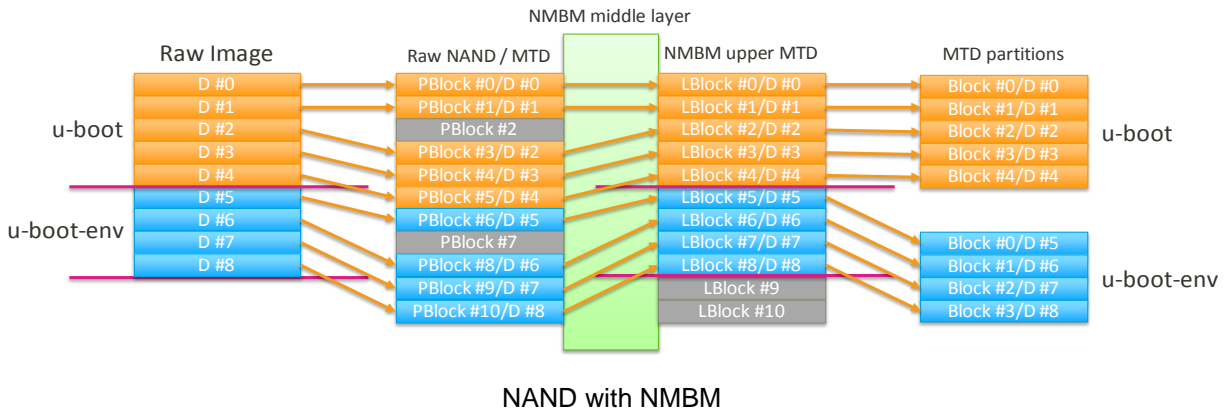 NMBM middle layer
Raw Image
Raw NAND / MTD
NMBM upper MTD
MTD partitions
u-boot
u-boot-env
D #0
D #1
D #2
D #3
D #4
D #5
D #6
D #7
D #8
PBlock #0/D #0
PBlock #1/D #1
PBlock #2
PBlock #3/D #2
PBlock #4/D #3
PBlock #5/D #4
PBlock #6/D #5
PBlock #7
PBlock #8/D #6
PBlock #9/D #7
PBlock #10/D #8
LBlock #0/D #0
LBlock #1/D #1
LBlock #2/D #2
LBlock #3/D #3
LBlock #4/D #4
LBlock #5/D #5
LBlock #6/D #6
LBlock #7/D #7
LBlock #8/D #8
LBlock #9
LBlock #10
Block #0/D #0
Block #1/D #1
Block #2/D #2
Block #3/D #3
Block #4/D #4
Block #0/D #5
Block #1/D #6
Block #2/D #7
Block #3/D #8
u-boot
u-boot-env
NAND with NMBM